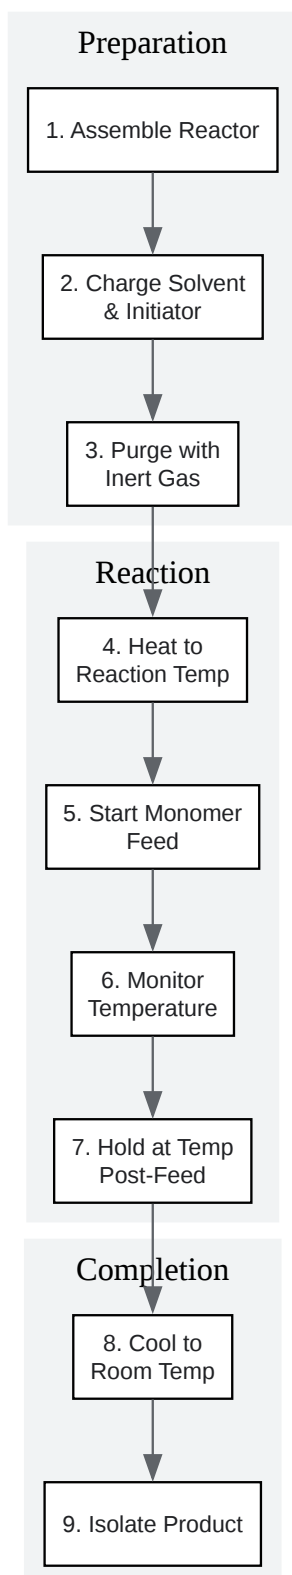 Preparation
1. Assemble Reactor
2. Charge Solvent
& Initiator
3. Purge with
Inert Gas
Reaction
4. Heat to
Reaction Temp
5. Start Monomer
Feed
6. Monitor
Temperature
7. Hold at Temp
Post-Feed
Completion
8. Cool to
Room Temp
9. Isolate Product